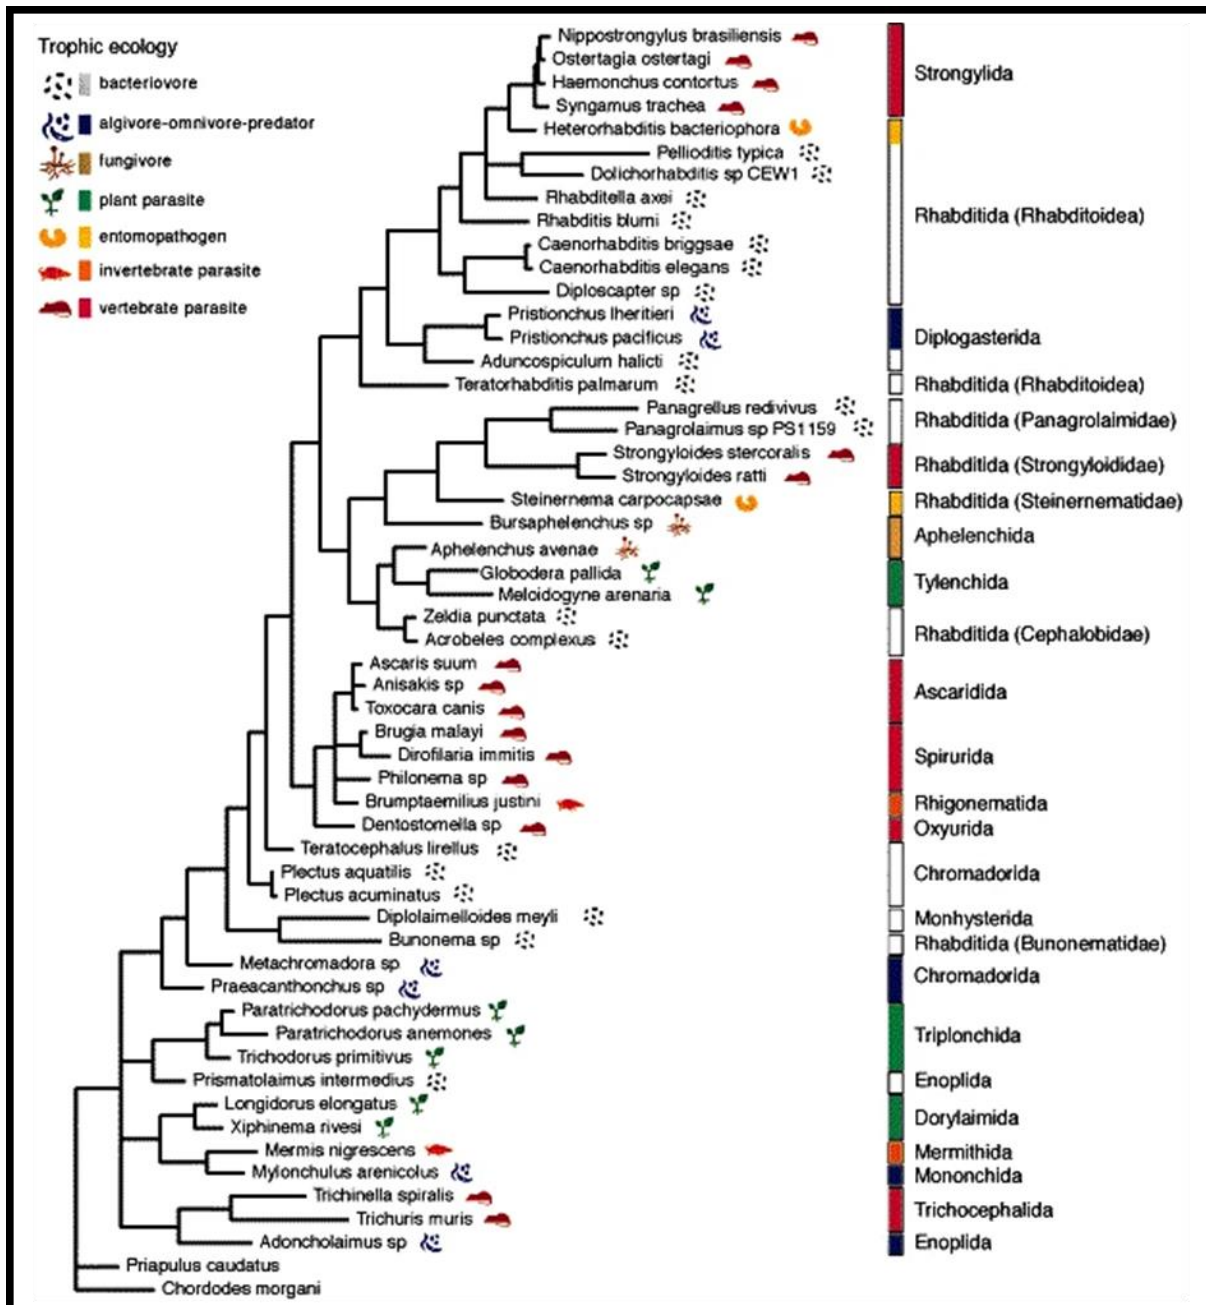 Trophic ecology
bacteriovore
algivore-omnivore-predator
fungivore
plant parasite
entomopathogen
invertebrate parasite
vertebrate parasite
Nippostrongylus brasiliensis
Ostertagia ostertagi
Haemonchus contortus
Syngamus trachea
Heterorhabditis bacteriophora
Pellioditis typica
Dolichorhabditis sp CEW1
Rhabditella axei
Rhabditis blumi
Caenorhabditis briggsae
Caenorhabditis elegans
Diploscapter sp
Pristionchus lheritieri
Pristionchus pacificus
Aduncospiculum halicti
Teratorhabditis palmarum
Panagrellus redivivus
Panagrolaimus sp PS1159
Strongyloides stercoralis
Strongyloides ratti
Steinernema carpocapsae
Bursaphelenchus sp
Aphelenchus avenae
Globodera pallida
Meloidogyne arenaria
Zeldia punctata
Acrobeles complexus
Ascaris suum
Anisakis sp
Toxocara canis
Brugia malayi
Dirofilaria immitis
Philonema sp
Brumptaemilius justini
Dentostomella sp
Teratocephalus lirellus
Plectus aquatilis
Plectus acuminatus
Diplolaimelloides meyli
Bunonema sp
Metachromadora sp
Praeacanthonchus sp
Paratrichodorus pachydermus
Paratrichodorus anemones
Trichodorus primitivus
Prismatolaimus intermedius
Longidorus elongatus
Xiphinema rivesi
Mermis nigrescens
Mylonchulus arenicolus
Trichinella spiralis
Trichuris muris
Adoncholaimus sp
Priapulus caudatus
Chordodes morgani
Strongylida
Rhabditida (Rhabditoidea)
Diplogasterida
Rhabditida (Rhabditoidea)
Rhabditida (Panagrolaimidae)
Rhabditida (Strongyloididae)
Rhabditida (Steinernematidae)
Aphelenchida
Tylenchida
Rhabditida (Cephalobidae)
Ascaridida
Spirurida
Rhigonematida
Oxyurida
Chromadorida
Monhysterida
Rhabditida (Bunonematidae)
Chromadorida
Triplonchida
Enoplida
Dorylaimida
Mermithida
Mononchida
Trichocephalida
Enoplida